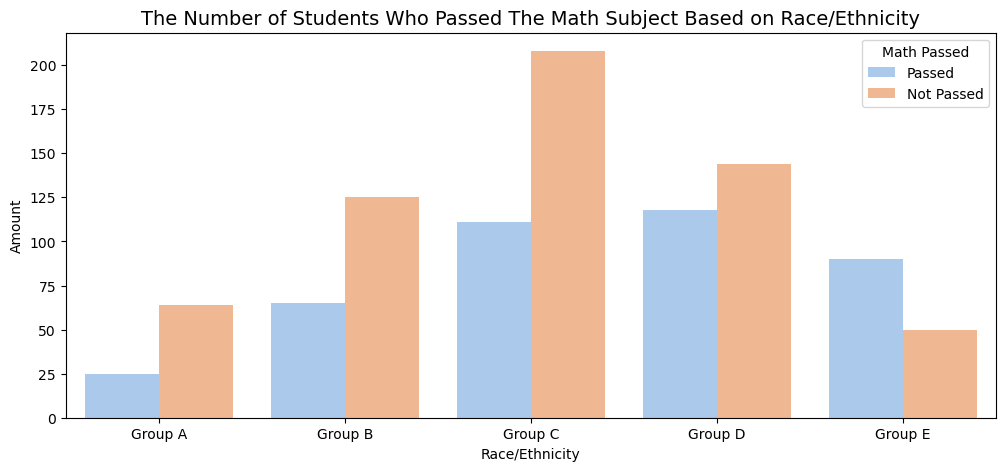 The Number of Students Who Passed The Math Subject Based on Race/Ethnicity
Math Passed
Passed
Not Passed
Amount
200
175
150
125
100
75
50
25
0
Group A
Group B
Group C
Group D
Group E
Race/Ethnicity